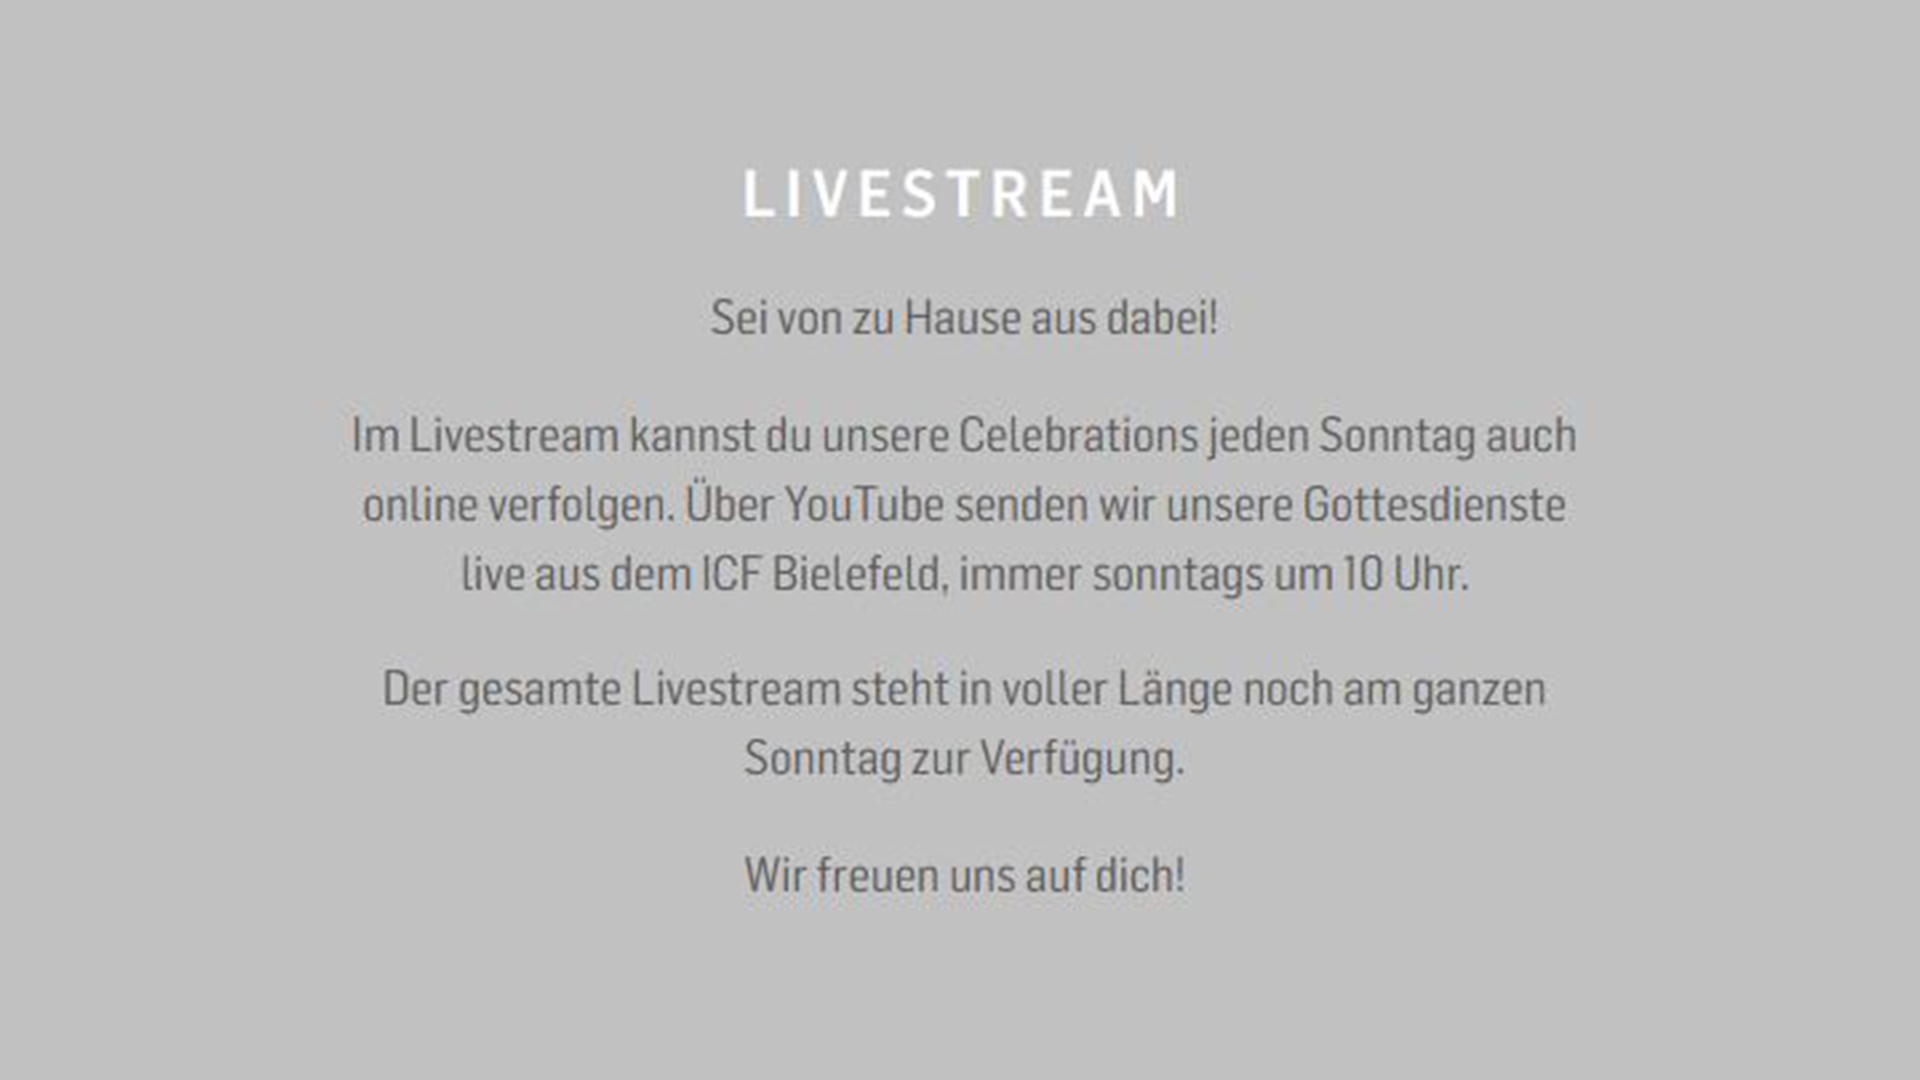 LIVESTREAM
Sei von zu Hause aus dabei!
Im Livestream kannst du unsere Celebrations jeden Sonntag auch
online verfolgen. Über YouTube senden wir unsere Gottesdienste
live aus dem ICF Bielefeld, immer sonntags um 10 Uhr.
Der gesamte Livestream steht in voller Länge noch am ganzen
Sonntag zur Verfügung.
Wir freuen uns auf dich!